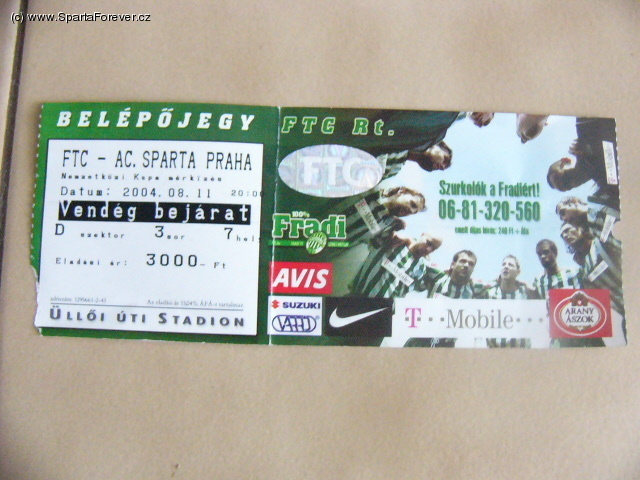 (c) www.SpartaForever.cz
BELÉPŐJEGY
FTC - AC. SPARTA PRAHA
Nemzetközi Kupa mérkőzés
Datum: 2004.08.11 20:00
Vendég bejárat
D szektor 3 sor 7
Eladási ár: 3000-Ft
ÜLLŐI ÚTI STADION
FTC Rt.
FTC
Szurkolók a Fradiért!
06-81-320-560
100%
Fradi
AVIS
SUZUKI
T··Mobile···
ARANY
ÁSZOK